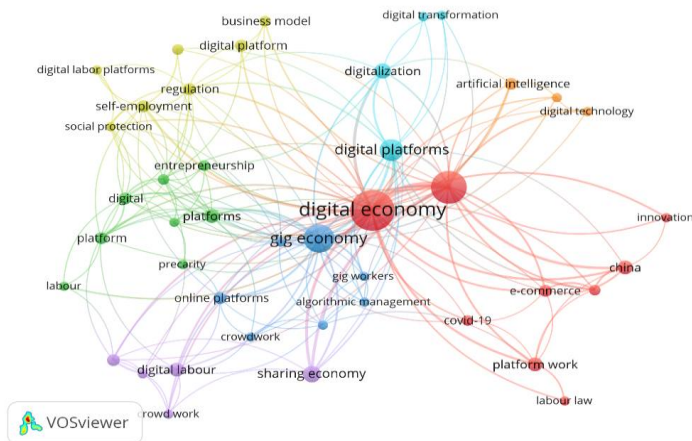 digital transformation
business model
digital platform
digital labor platforms
digitalization
artificial intelligence
regulation
self-employment
digital technology
social protection
digital platforms
entrepreneurship
digital
digital economy
platforms
innovation
platform
gig economy
precarity
china
gig workers
labour
e-commerce
online platforms
algorithmic management
covid-19
crowdwork
platform work
digital labour
sharing economy
labour law
crowd work
VOSviewer